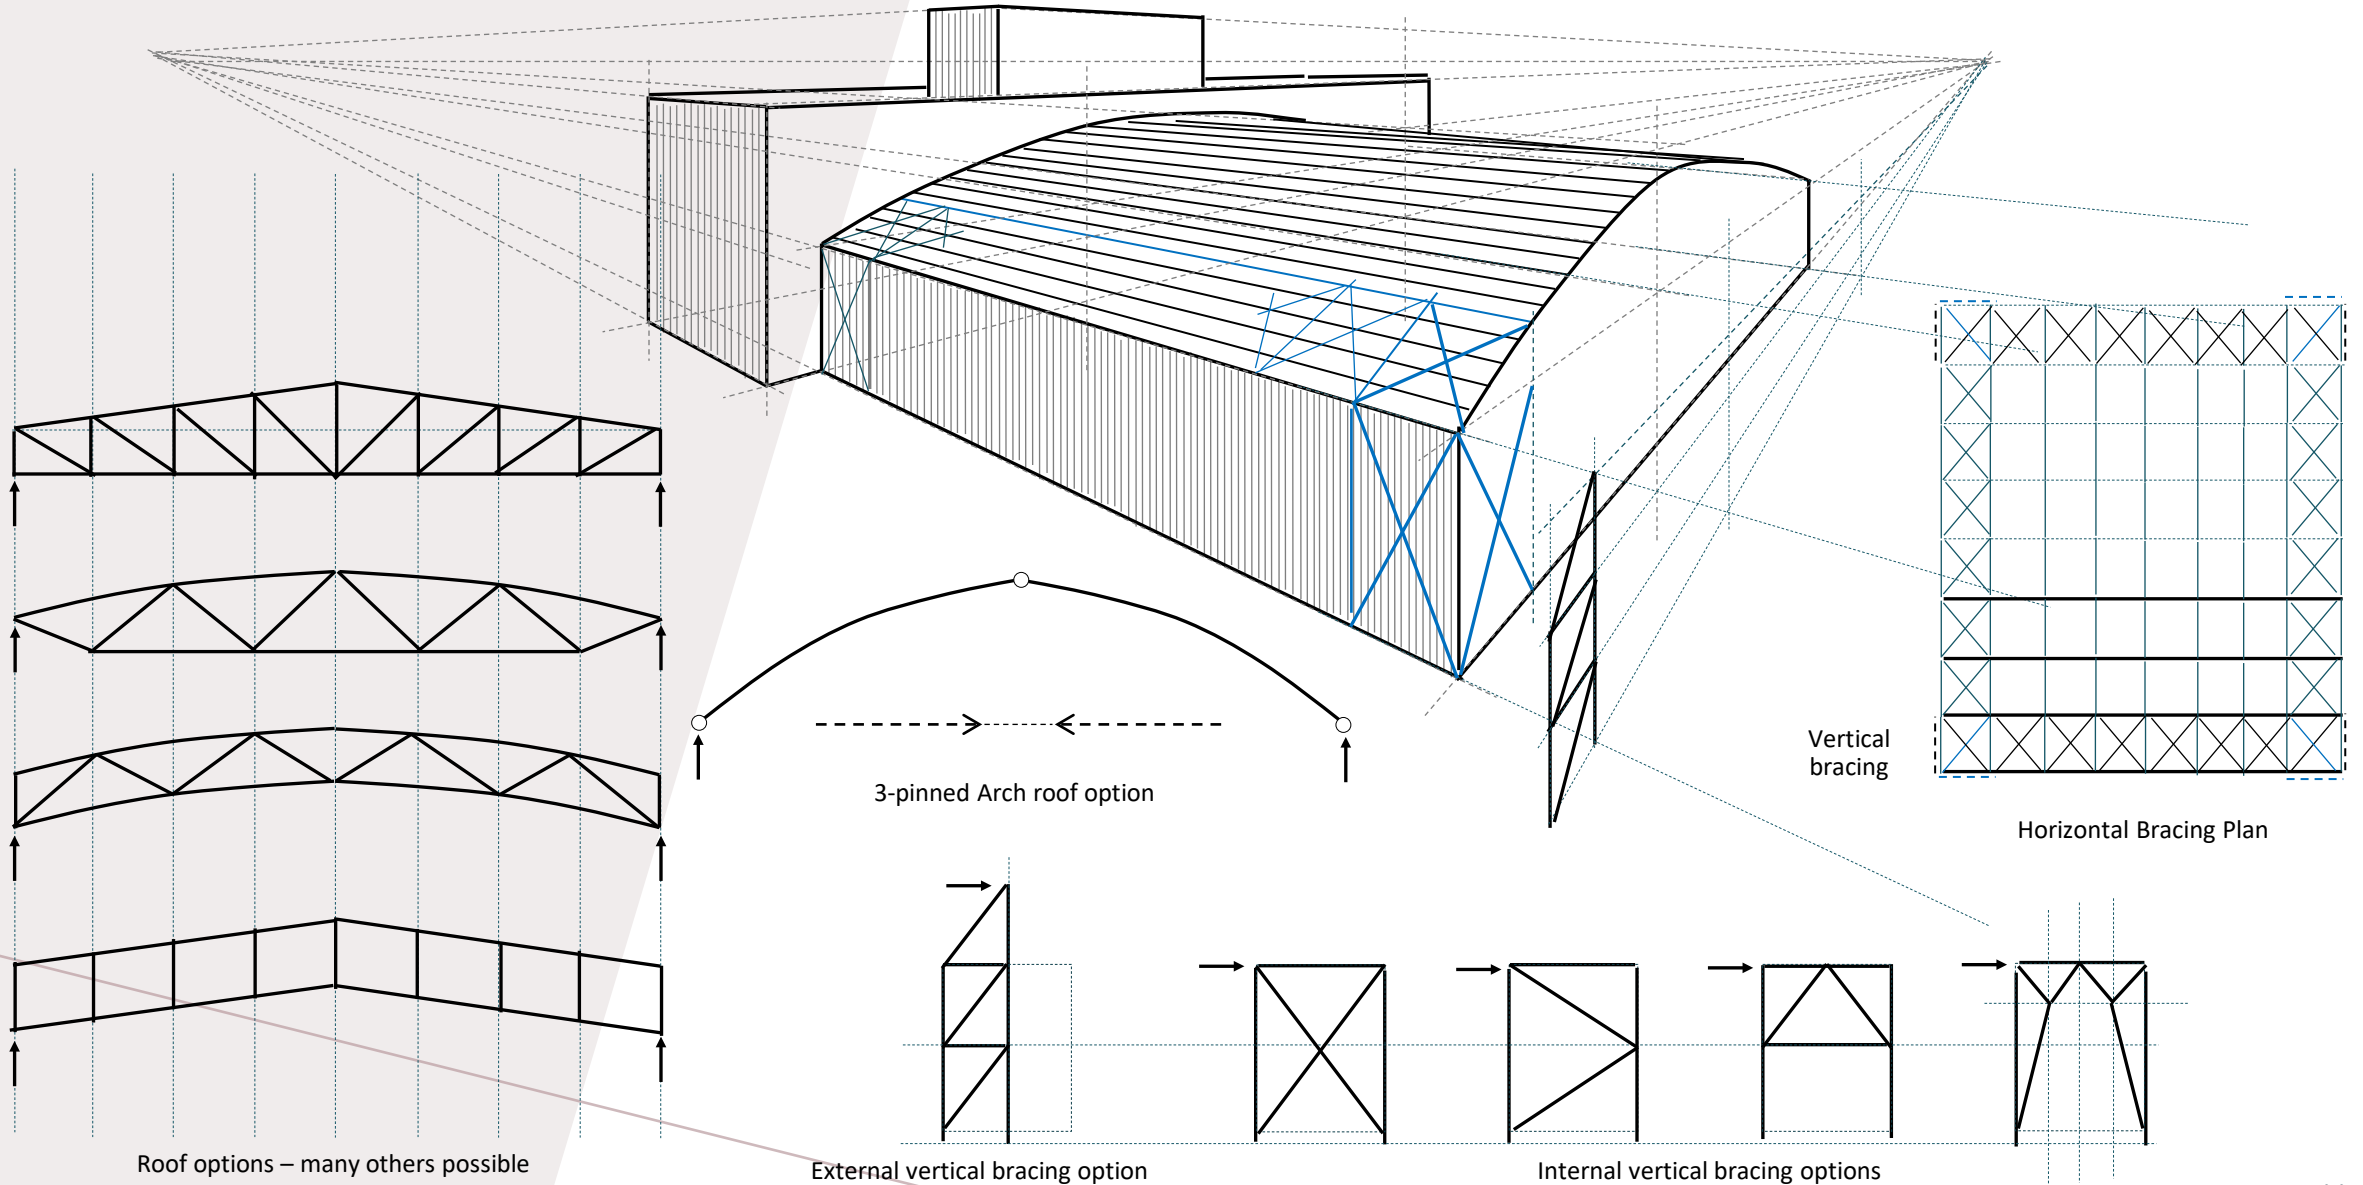 Vertical
bracing
3-pinned Arch roof option
Horizontal Bracing Plan
Roof options – many others possible
External vertical bracing option
Internal vertical bracing options